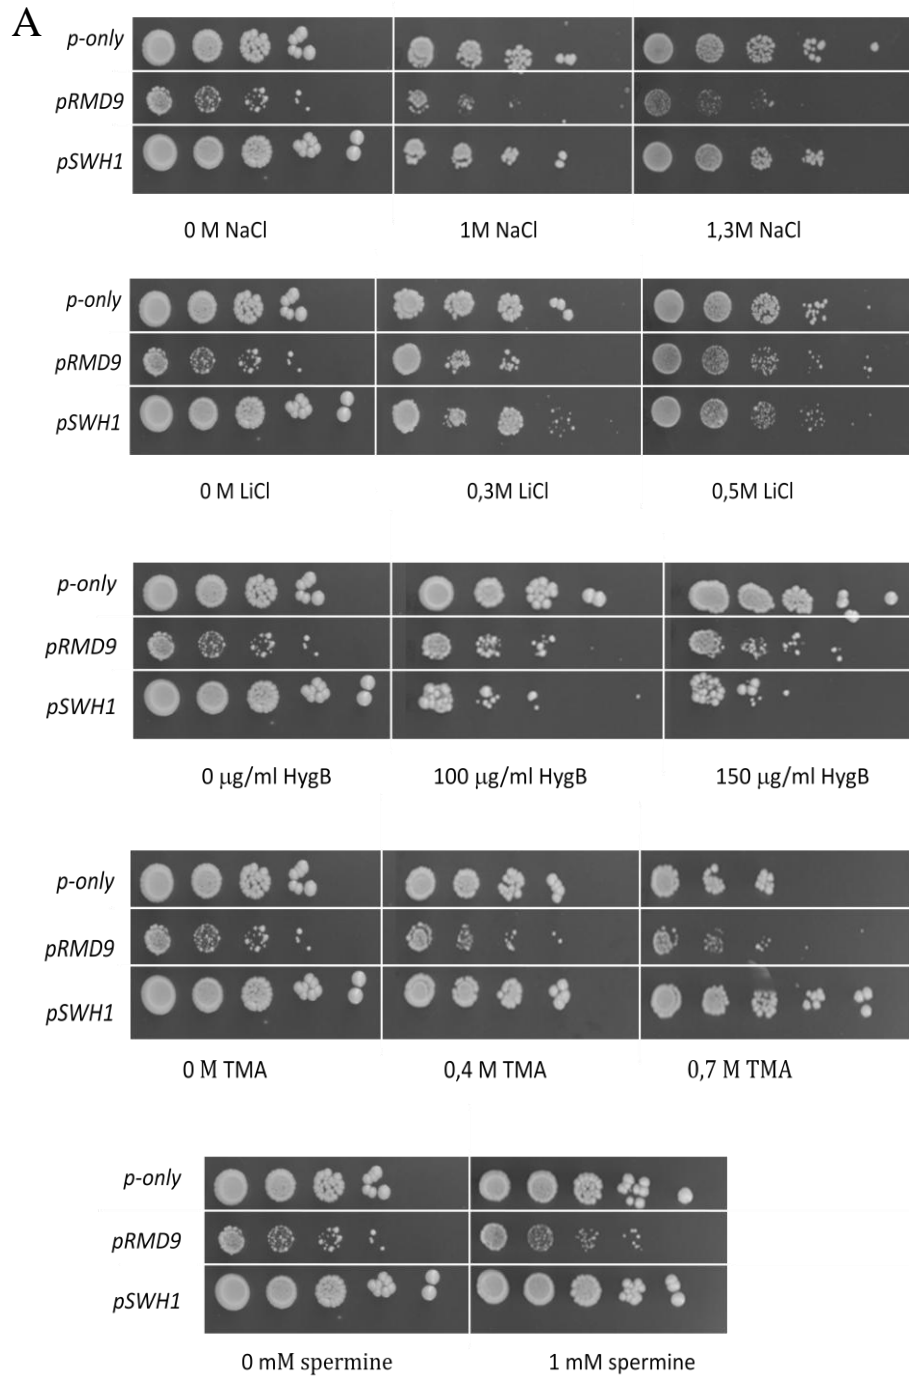 A
p-only
pRMD9
pSWH1
0 M NaCl 1M NaCl 1,3M NaCl
p-only
pRMD9
pSWH1
0 M LiCl 0,3M LiCl 0,5M LiCl
p-only
pRMD9
pSWH1
0 µg/ml HygB 100 µg/ml HygB 150 µg/ml HygB
p-only
pRMD9
pSWH1
0 M TMA 0,4 M TMA 0,7 M TMA
p-only
pRMD9
pSWH1
0 mM spermine 1 mM spermine